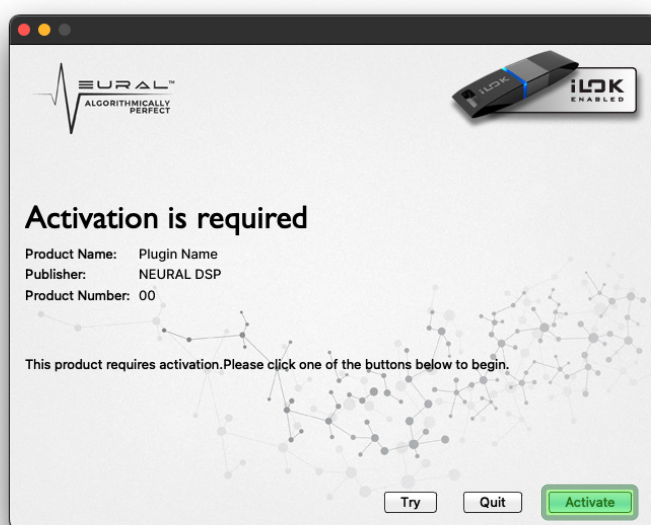 EURAL™
ALGORITHMICALLY
PERFECT
iLOK
iLOK
ENABLED
Activation is required
Product Name: Plugin Name
Publisher: NEURAL DSP
Product Number: 00
This product requires activation.Please click one of the buttons below to begin.
Try Quit Activate